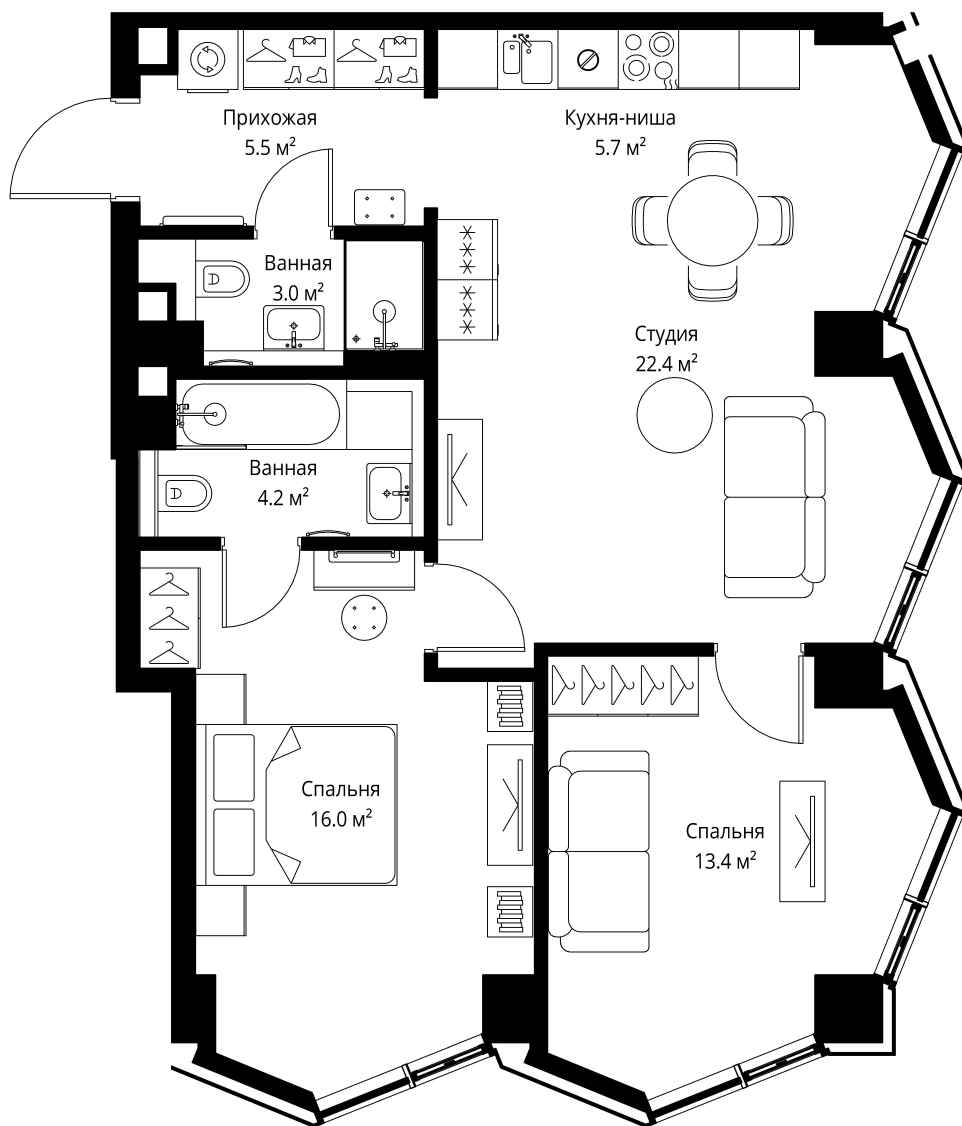 Прихожая
5.5 м²
Кухня-ниша
5.7 м²
Ванная
3.0 м²
Студия
22.4 м²
Ванная
4.2 м²
Спальня
16.0 м²
Спальня
13.4 м²